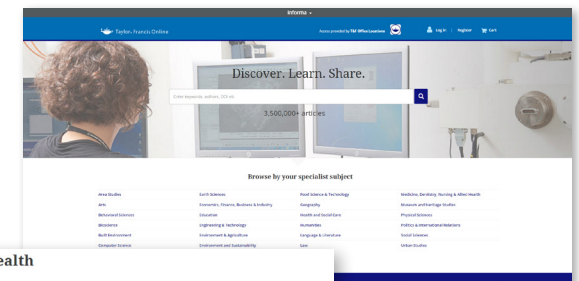 informa
Taylor & Francis Online
Access provided by T&F Office Locations
Log in | Register Cart
Discover. Learn. Share.
Enter keywords, authors, DOI etc
3,500,000+ articles
Browse by your specialist subject
Area Studies Earth Sciences Food Science & Technology Medicine, Dentistry, Nursing & Allied Health
Arts Economics, Finance, Business & Industry Geography Museum and Heritage Studies
Behavioral Sciences Education Health and Social Care Physical Sciences
Bioscience Engineering & Technology Humanities Politics & International Relations
Built Environment Environment & Agriculture Language & Literature Social Sciences
Computer Science Environment and Sustainability Law Urban Studies
ealth